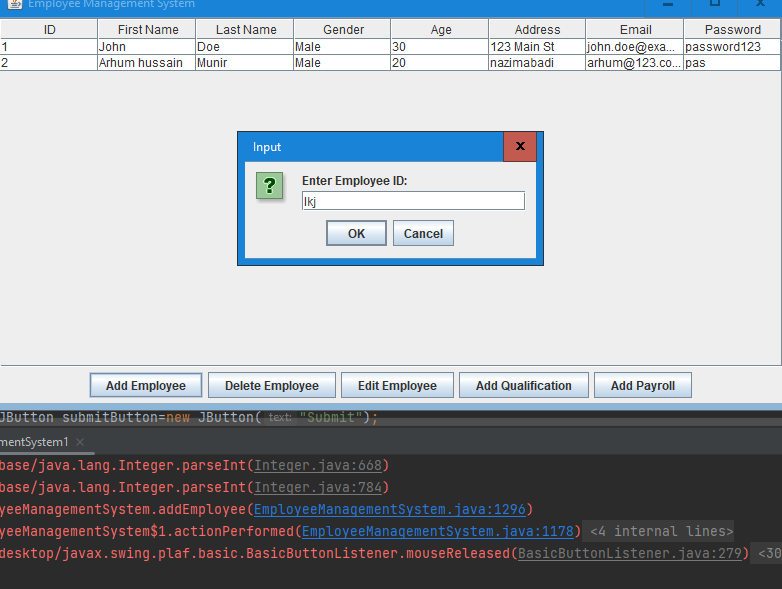 Employee Management System
ID First Name Last Name Gender Age Address Email Password
1 John Doe Male 30 123 Main St john.doe@exa... password123
2 Arhum hussain Munir Male 20 nazimabadi arhum@123.co... pas
Input
Enter Employee ID:
lkj
OK Cancel
Add Employee Delete Employee Edit Employee Add Qualification Add Payroll
JButton submitButton=new JButton( text: "Submit");
mentSystem1
base/java.lang.Integer.parseInt(Integer.java:668)
base/java.lang.Integer.parseInt(Integer.java:784)
yeeManagementSystem.addEmployee(EmployeeManagementSystem.java:1296)
yeeManagementSystem$1.actionPerformed(EmployeeManagementSystem.java:1178) <4 internal lines>
desktop/javax.swing.plaf.basic.BasicButtonListener.mouseReleased(BasicButtonListener.java:279) <30